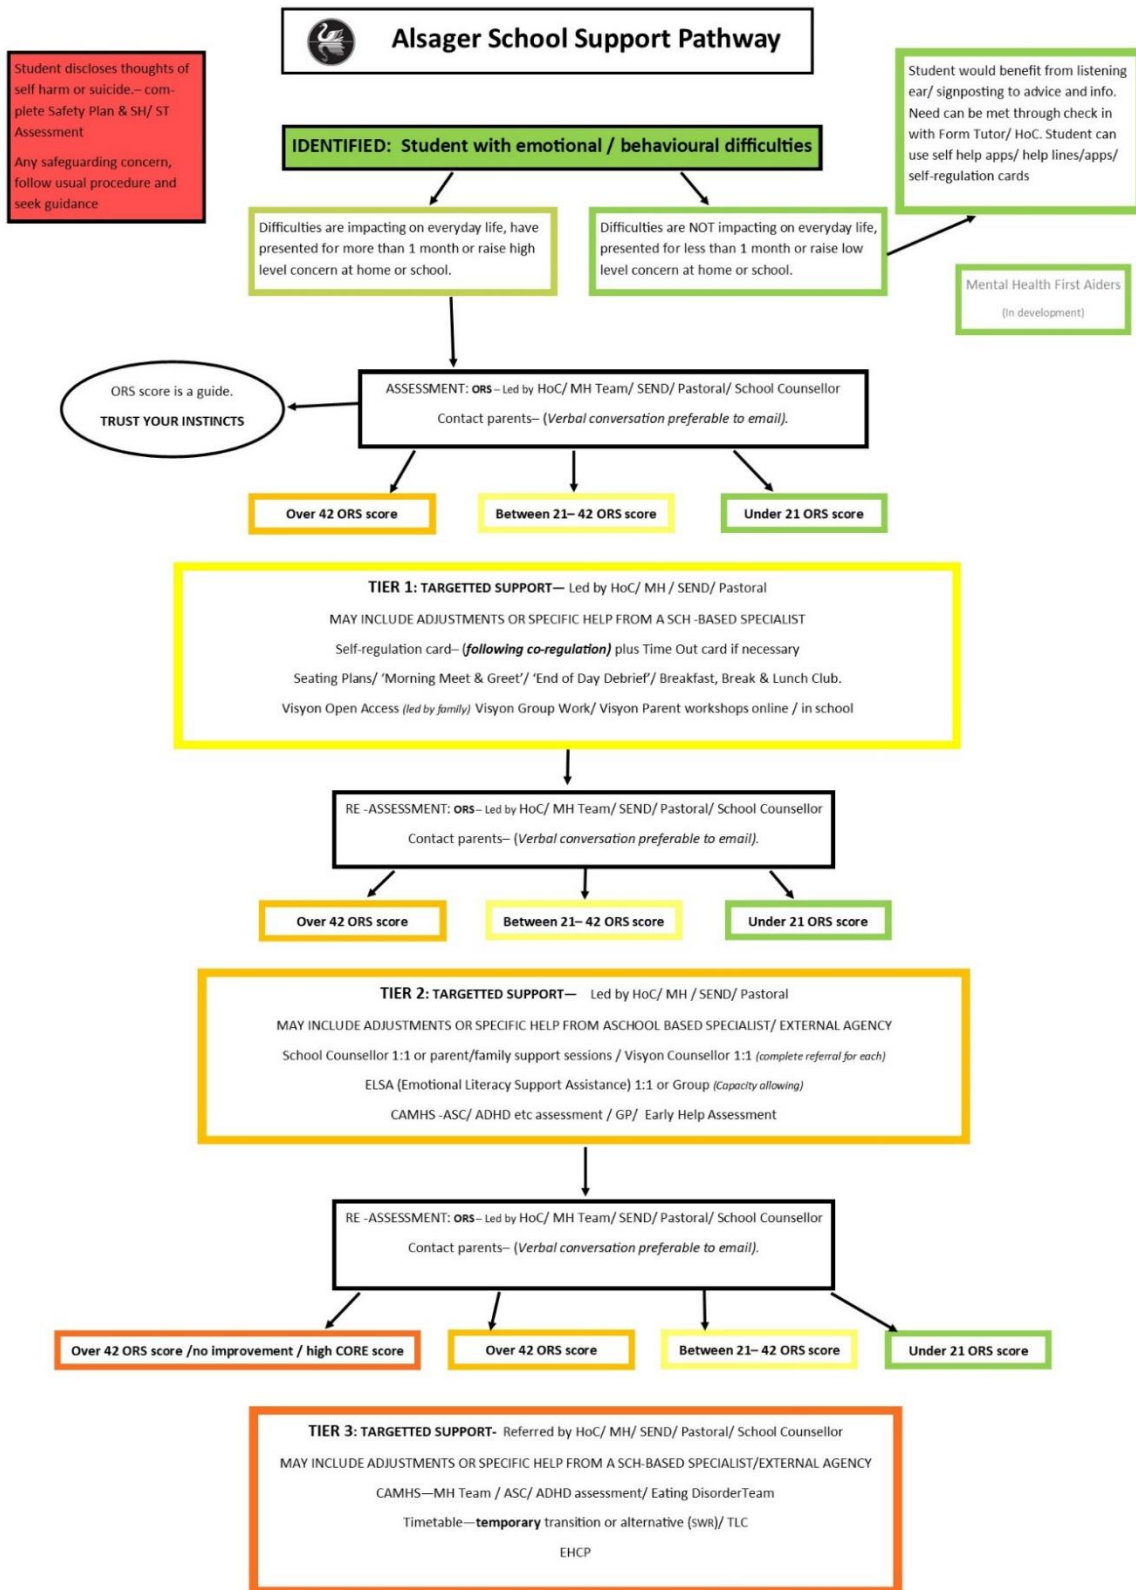 Alsager School Support Pathway
Student discloses thoughts of
self harm or suicide.– com-
plete Safety Plan & SH/ ST
Assessment
Any safeguarding concern,
follow usual procedure and
seek guidance
Student would benefit from listening
ear/ signposting to advice and info.
Need can be met through check in
with Form Tutor/ HoC. Student can
use self help apps/ help lines/apps/
self-regulation cards
IDENTIFIED: Student with emotional / behavioural difficulties
Difficulties are impacting on everyday life, have
presented for more than 1 month or raise high
level concern at home or school.
Difficulties are NOT impacting on everyday life,
presented for less than 1 month or raise low
level concern at home or school.
Mental Health First Aiders
(In development)
ORS score is a guide.
TRUST YOUR INSTINCTS
ASSESSMENT: ORS – Led by HoC/ MH Team/ SEND/ Pastoral/ School Counsellor
Contact parents– (Verbal conversation preferable to email).
Over 42 ORS score
Between 21– 42 ORS score
Under 21 ORS score
TIER 1: TARGETTED SUPPORT— Led by HoC/ MH / SEND/ Pastoral
MAY INCLUDE ADJUSTMENTS OR SPECIFIC HELP FROM A SCH -BASED SPECIALIST
Self-regulation card– (following co-regulation) plus Time Out card if necessary
Seating Plans/ ‘Morning Meet & Greet’/ ‘End of Day Debrief’/ Breakfast, Break & Lunch Club.
Visyon Open Access (led by family) Visyon Group Work/ Visyon Parent workshops online / in school
RE -ASSESSMENT: ORS – Led by HoC/ MH Team/ SEND/ Pastoral/ School Counsellor
Contact parents– (Verbal conversation preferable to email).
Over 42 ORS score
Between 21– 42 ORS score
Under 21 ORS score
TIER 2: TARGETTED SUPPORT— Led by HoC/ MH / SEND/ Pastoral
MAY INCLUDE ADJUSTMENTS OR SPECIFIC HELP FROM ASCHOOL BASED SPECIALIST/ EXTERNAL AGENCY
School Counsellor 1:1 or parent/family support sessions / Visyon Counsellor 1:1 (complete referral for each)
ELSA (Emotional Literacy Support Assistance) 1:1 or Group (Capacity allowing)
CAMHS -ASC/ ADHD etc assessment / GP/ Early Help Assessment
RE -ASSESSMENT: ORS – Led by HoC/ MH Team/ SEND/ Pastoral/ School Counsellor
Contact parents– (Verbal conversation preferable to email).
Over 42 ORS score /no improvement / high CORE score
Over 42 ORS score
Between 21– 42 ORS score
Under 21 ORS score
TIER 3: TARGETTED SUPPORT- Referred by HoC/ MH/ SEND/ Pastoral/ School Counsellor
MAY INCLUDE ADJUSTMENTS OR SPECIFIC HELP FROM A SCH-BASED SPECIALIST/EXTERNAL AGENCY
CAMHS—MH Team / ASC/ ADHD assessment/ Eating DisorderTeam
Timetable—temporary transition or alternative (SWR)/ TLC
EHCP